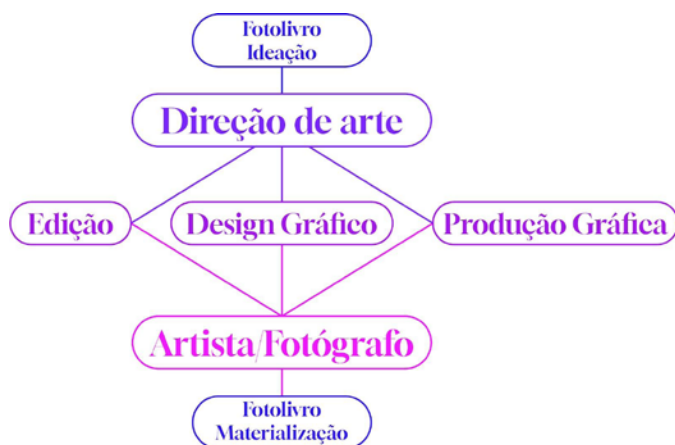 Fotolivro
Ideação
Direção de arte
Edição
Design Gráfico
Produção Gráfica
Artista/Fotógrafo
Fotolivro
Materialização